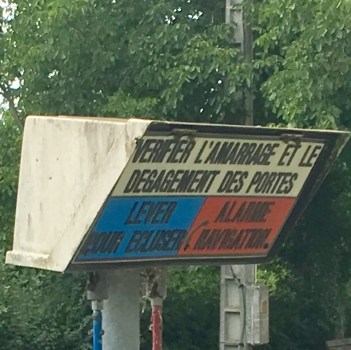 VERIFIER L'AMARRAGE ET LE
DEGAGEMENT DES PORTES
LEVER
POUR ECLUSER
ALARME
NAVIGATION.